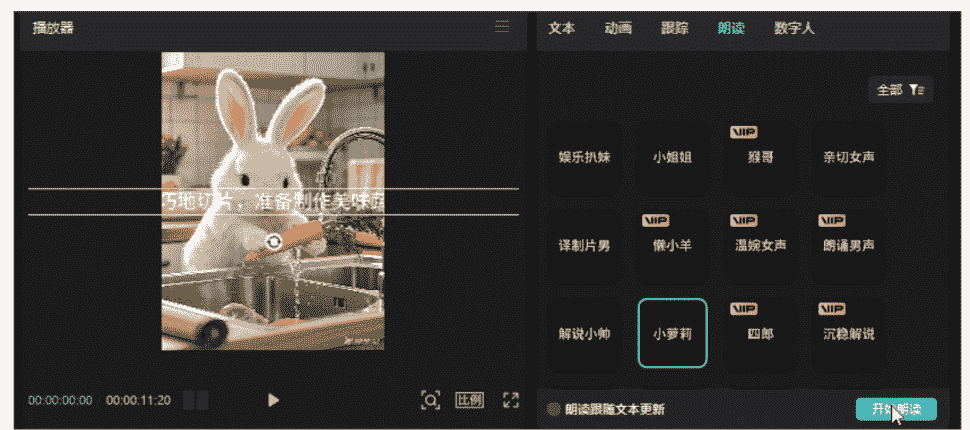 播放器
文本 动画 跟踪 朗读 数字人
全部
娱乐扒妹 小姐姐 VIP 猴哥 亲切女声
译制片男 VIP 懒小羊 VIP 温婉女声 VIP 朗诵男声
巧地切片，准备制作美味蔬
解说小帅 小萝莉 VIP 四郎 VIP 沉稳解说
00:00:00:00 00:00:11:20 比例
朗读跟随文本更新 开始朗读